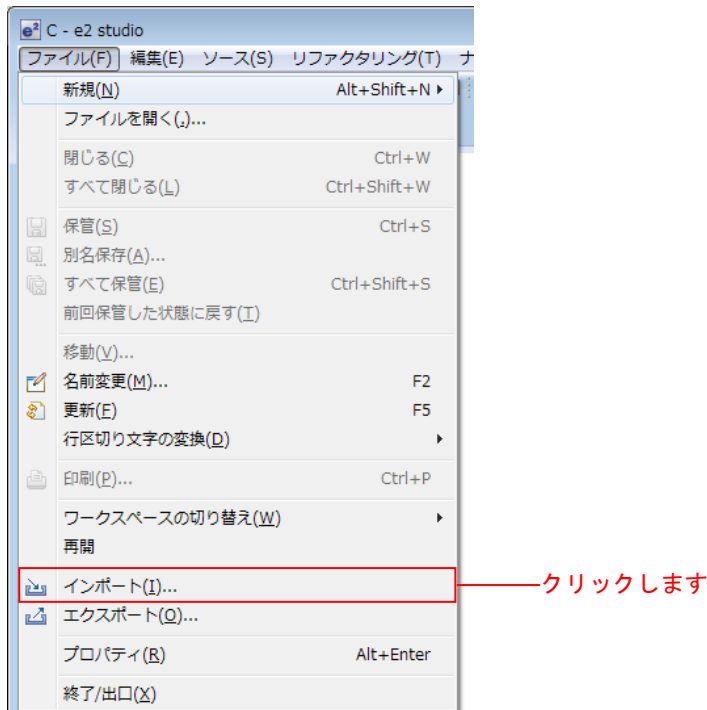 e² C - e2 studio
ファイル(F) 編集(E) ソース(S) リファクタリング(T) ナ
新規(N) Alt+Shift+N
ファイルを開く(.)...
閉じる(C) Ctrl+W
すべて閉じる(L) Ctrl+Shift+W
保管(S) Ctrl+S
別名保存(A)...
すべて保管(E) Ctrl+Shift+S
前回保管した状態に戻す(T)
移動(V)...
名前変更(M)... F2
更新(F) F5
行区切り文字の変換(D)
印刷(P)... Ctrl+P
ワークスペースの切り替え(W)
再開
インポート(I)...
クリックします
エクスポート(O)...
プロパティ(R) Alt+Enter
終了/出口(X)